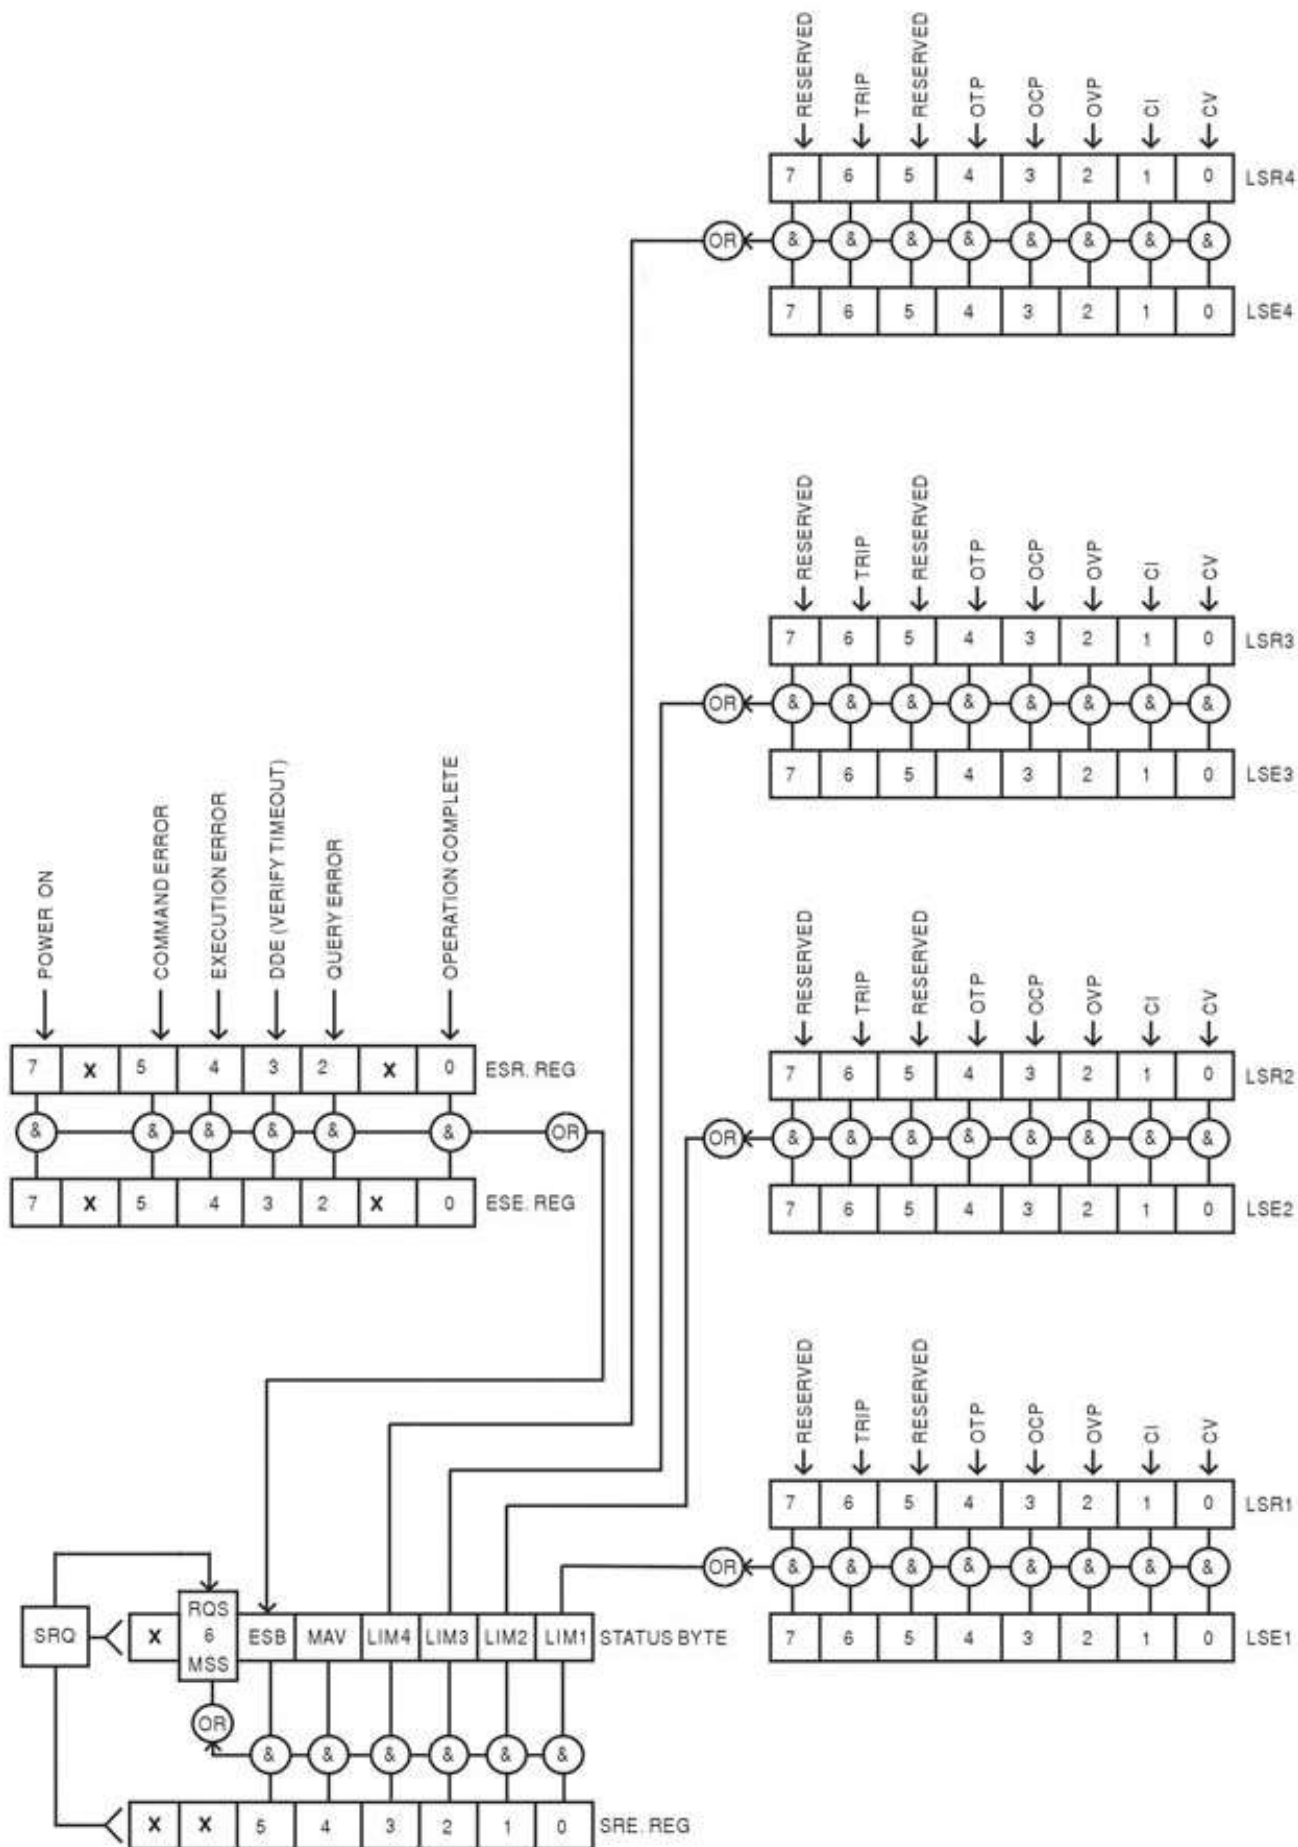 RESERVED TRIP RESERVED OTP OCP OVP CI CV
7 6 5 4 3 2 1 0 LSR4
OR & & & & & & & &
7 6 5 4 3 2 1 0 LSE4
RESERVED TRIP RESERVED OTP OCP OVP CI CV
7 6 5 4 3 2 1 0 LSR3
OR & & & & & & & &
7 6 5 4 3 2 1 0 LSE3
POWER ON
COMMAND ERROR
EXECUTION ERROR
DDE (VERIFY TIMEOUT)
QUERY ERROR
OPERATION COMPLETE
7 X 5 4 3 2 X 0 ESR. REG
& & & & & & OR
7 X 5 4 3 2 X 0 ESE. REG
RESERVED TRIP RESERVED OTP OCP OVP CI CV
7 6 5 4 3 2 1 0 LSR2
OR & & & & & & & &
7 6 5 4 3 2 1 0 LSE2
RESERVED TRIP RESERVED OTP OCP OVP CI CV
7 6 5 4 3 2 1 0 LSR1
OR & & & & & & & &
7 6 5 4 3 2 1 0 LSE1
SRQ
X
RQS
6
MSS
ESB MAV LIM4 LIM3 LIM2 LIM1 STATUS BYTE
OR
& & & & & &
X X 5 4 3 2 1 0 SRE. REG